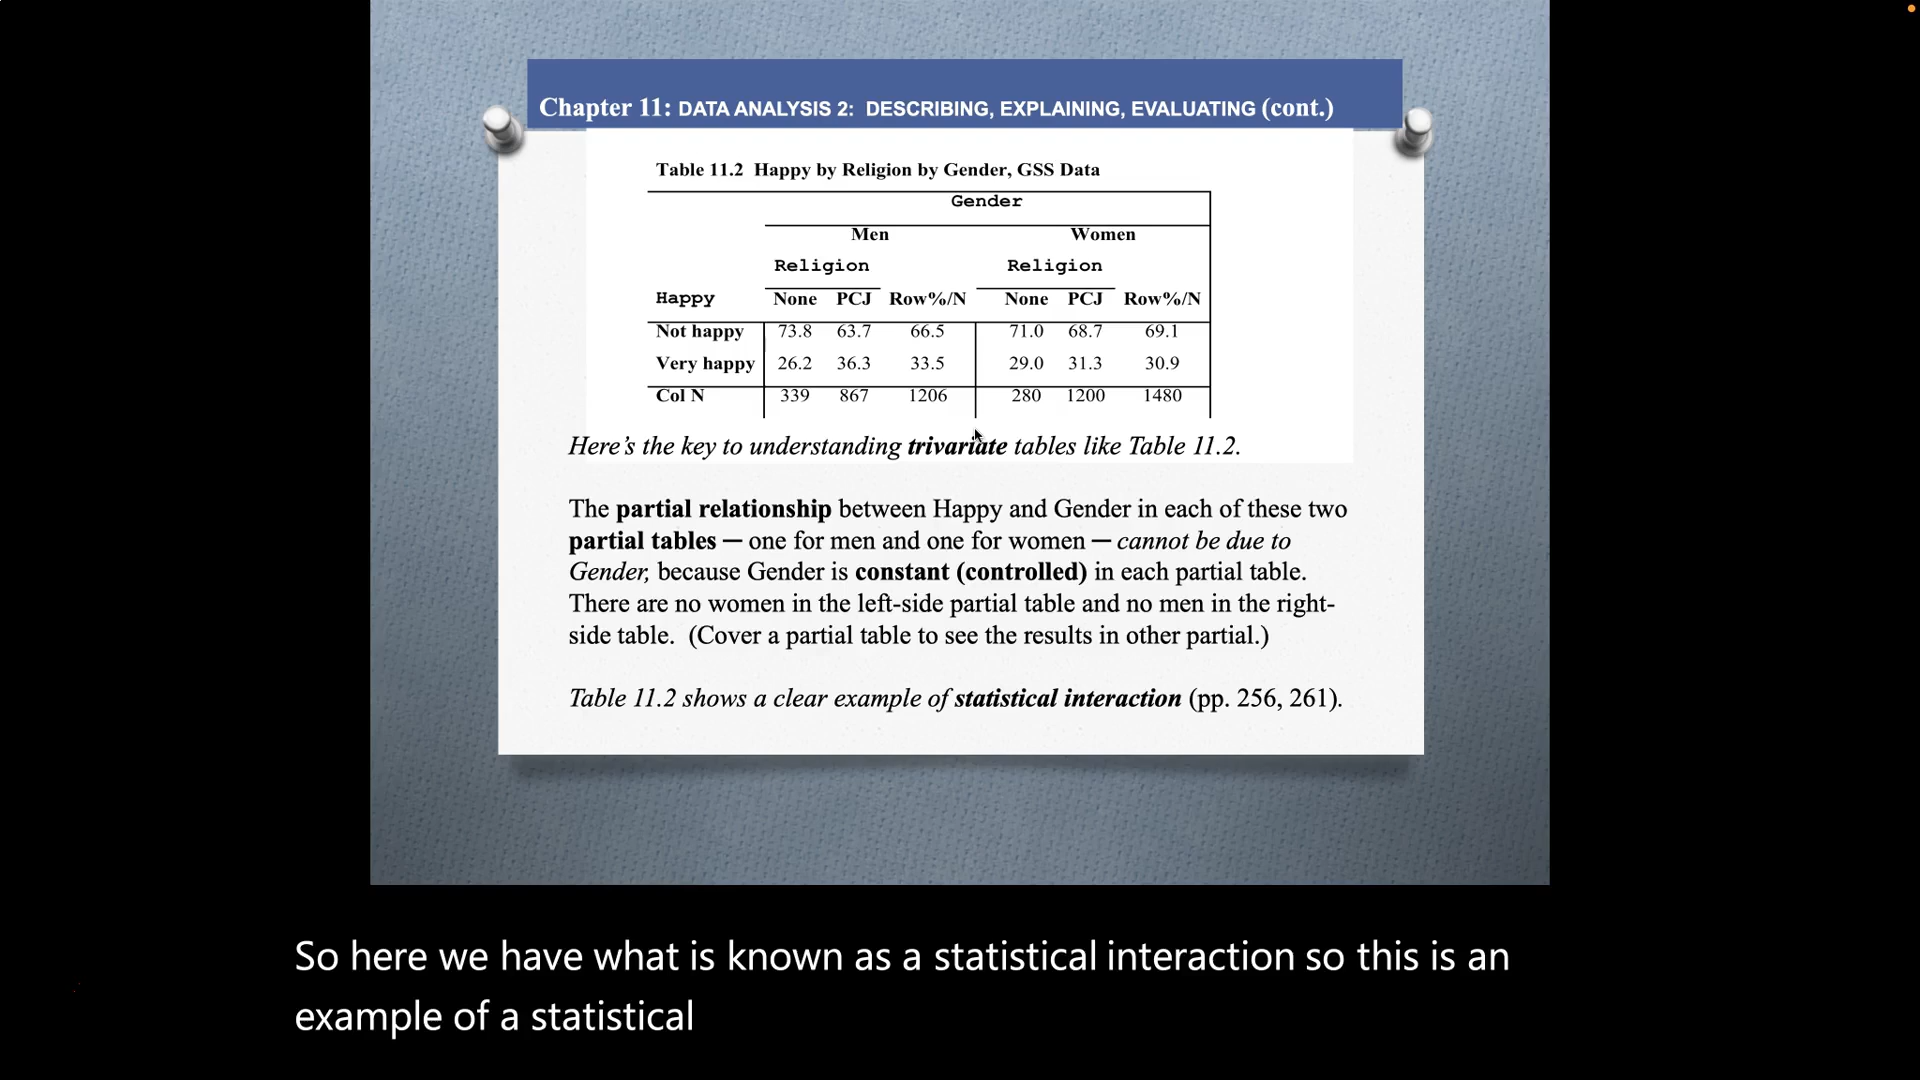 Chapter 11: DATA ANALYSIS 2: DESCRIBING, EXPLAINING, EVALUATING (cont.)
Table 11.2 Happy by Religion by Gender, GSS Data
Gender
Men Women
Religion Religion
Happy None PCJ Row%/N None PCJ Row%/N
Not happy 73.8 63.7 66.5 71.0 68.7 69.1
Very happy 26.2 36.3 33.5 29.0 31.3 30.9
Col N 339 867 1206 280 1200 1480
Here's the key to understanding trivariate tables like Table 11.2.
The partial relationship between Happy and Gender in each of these two
partial tables — one for men and one for women — cannot be due to
Gender, because Gender is constant (controlled) in each partial table.
There are no women in the left-side partial table and no men in the right-
side table. (Cover a partial table to see the results in other partial.)
Table 11.2 shows a clear example of statistical interaction (pp. 256, 261).
So here we have what is known as a statistical interaction so this is an
example of a statistical